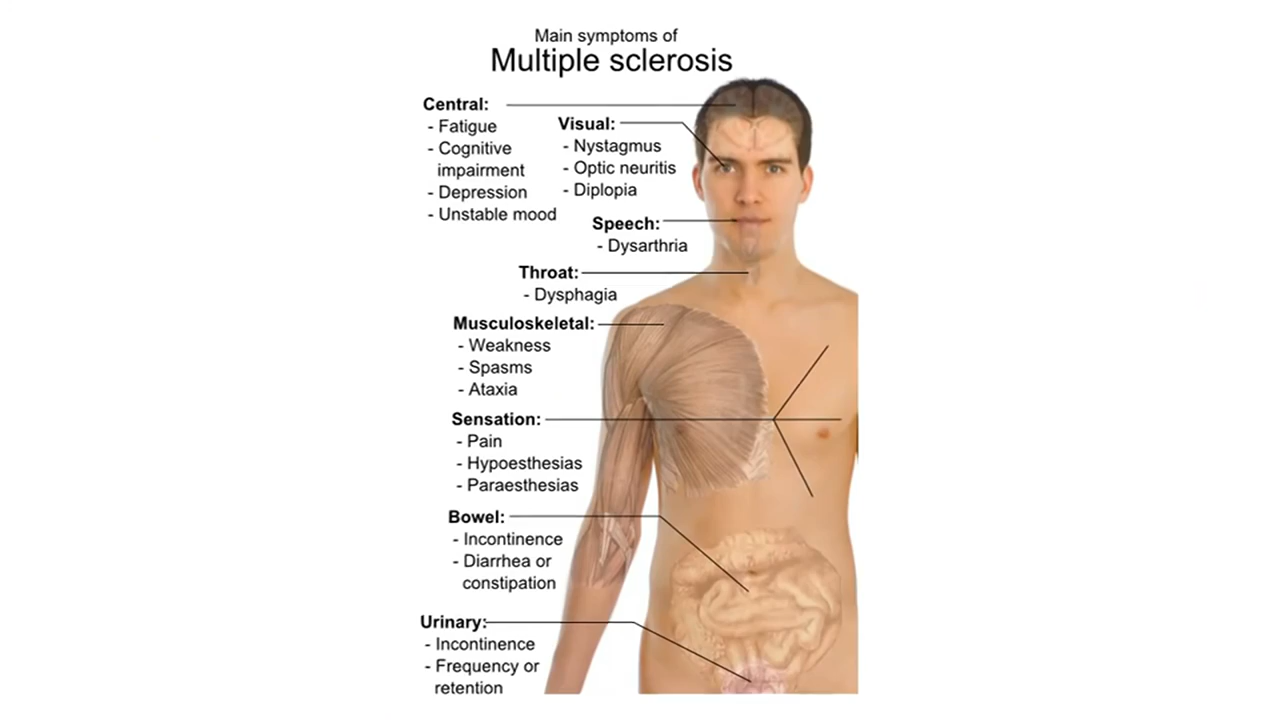 Main symptoms of
Multiple sclerosis
Central:
- Fatigue
- Cognitive
impairment
- Depression
- Unstable mood
Visual:
- Nystagmus
- Optic neuritis
- Diplopia
Speech:
- Dysarthria
Throat:
- Dysphagia
Musculoskeletal:
- Weakness
- Spasms
- Ataxia
Sensation:
- Pain
- Hypoesthesias
- Paraesthesias
Bowel:
- Incontinence
- Diarrhea or
constipation
Urinary:
- Incontinence
- Frequency or
retention